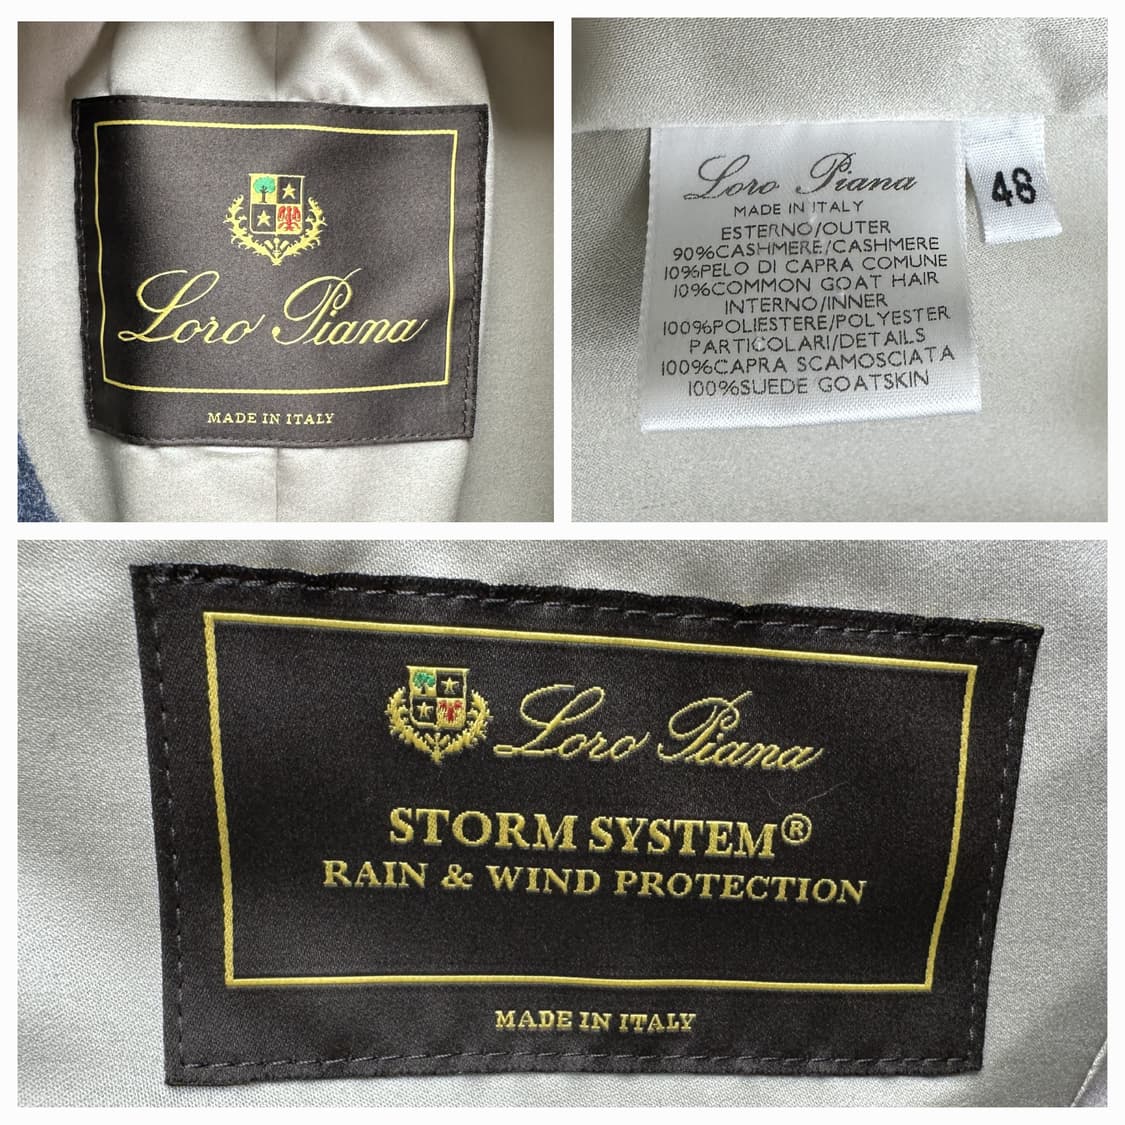 Loro Piana
MADE IN ITALY
Loro Piana
MADE IN ITALY
ESTERNO/OUTER
90%CASHMERE/CASHMERE
10%PELO DI CAPRA COMUNE
10%COMMON GOAT HAIR
INTERNO/INNER
100%POLIESTERE/POLYESTER
PARTICOLARI/DETAILS
100%CAPRA SCAMOSCIATA
100%SUEDE GOATSKIN
48
Loro Piana
STORM SYSTEM®
RAIN & WIND PROTECTION
MADE IN ITALY